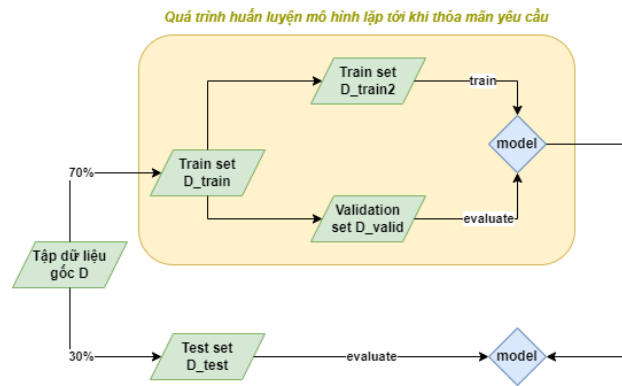 Quá trình huấn luyện mô hình lặp tới khi thỏa mãn yêu cầu
Train set
D_train2
train
model
70%
Train set
D_train
Validation
set D_valid
evaluate
Tập dữ liệu
gốc D
30%
Test set
D_test
evaluate
model